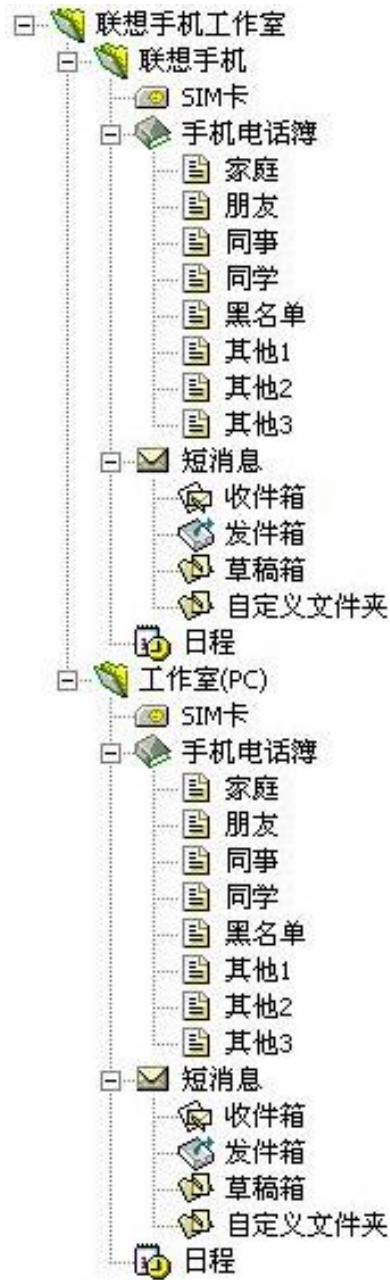 联想手机工作室
联想手机
SIM卡
手机电话簿
家庭
朋友
同事
同学
黑名单
其他1
其他2
其他3
短消息
收件箱
发件箱
草稿箱
自定义文件夹
日程
工作室(PC)
SIM卡
手机电话簿
家庭
朋友
同事
同学
黑名单
其他1
其他2
其他3
短消息
收件箱
发件箱
草稿箱
自定义文件夹
日程